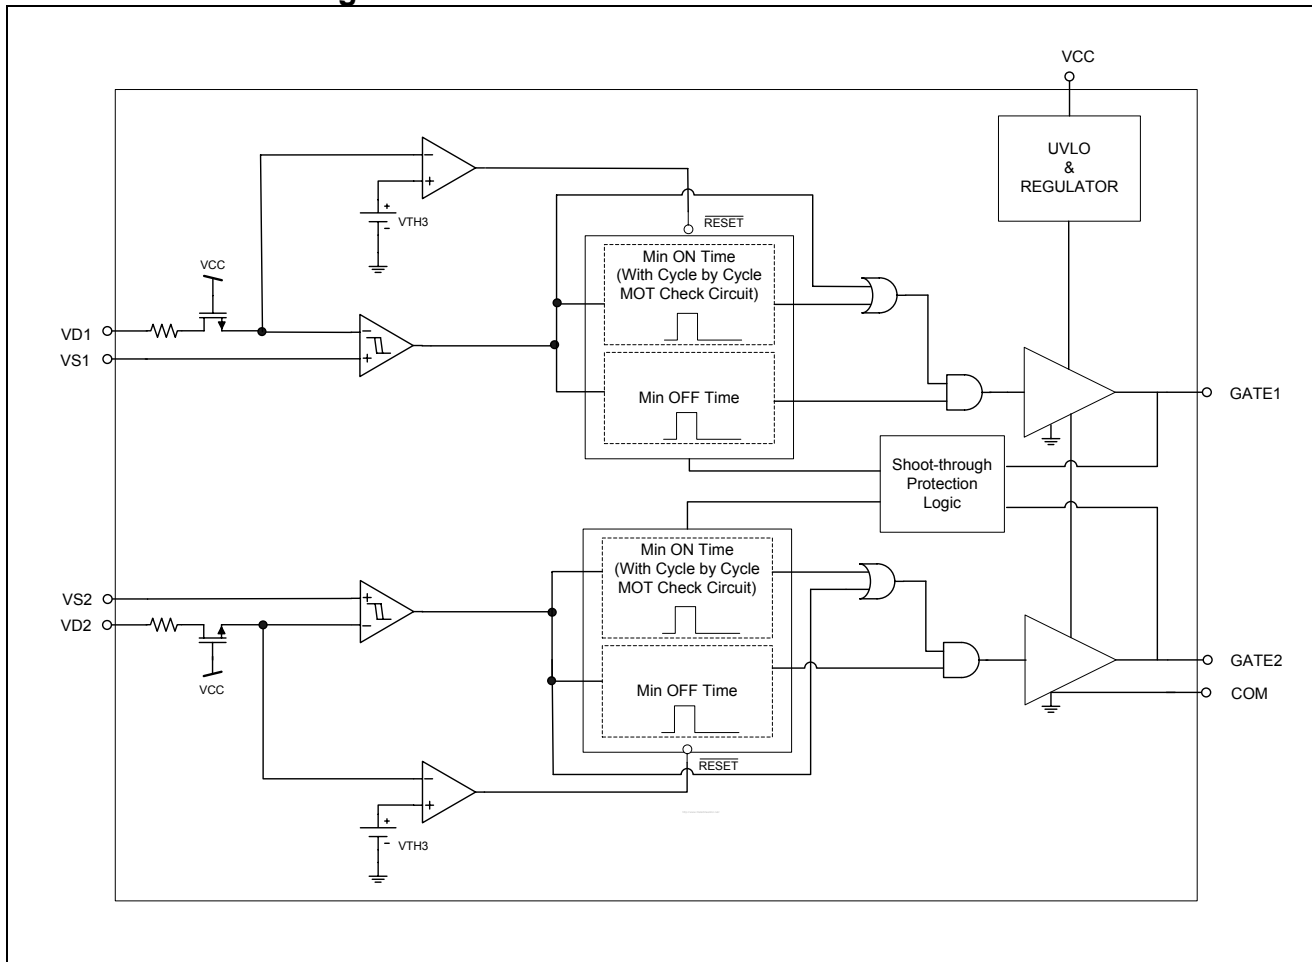 VCC
UVLO
&
REGULATOR
−
+
+
-
VTH3
RESET
Min ON Time
(With Cycle by Cycle
MOT Check Circuit)
VCC
VD1
VS1
−
+
Min OFF Time
GATE1
Shoot-through
Protection
Logic
Min ON Time
(With Cycle by Cycle
MOT Check Circuit)
VS2
VD2
+
−
VCC
Min OFF Time
GATE2
COM
RESET
−
+
+
-
VTH3